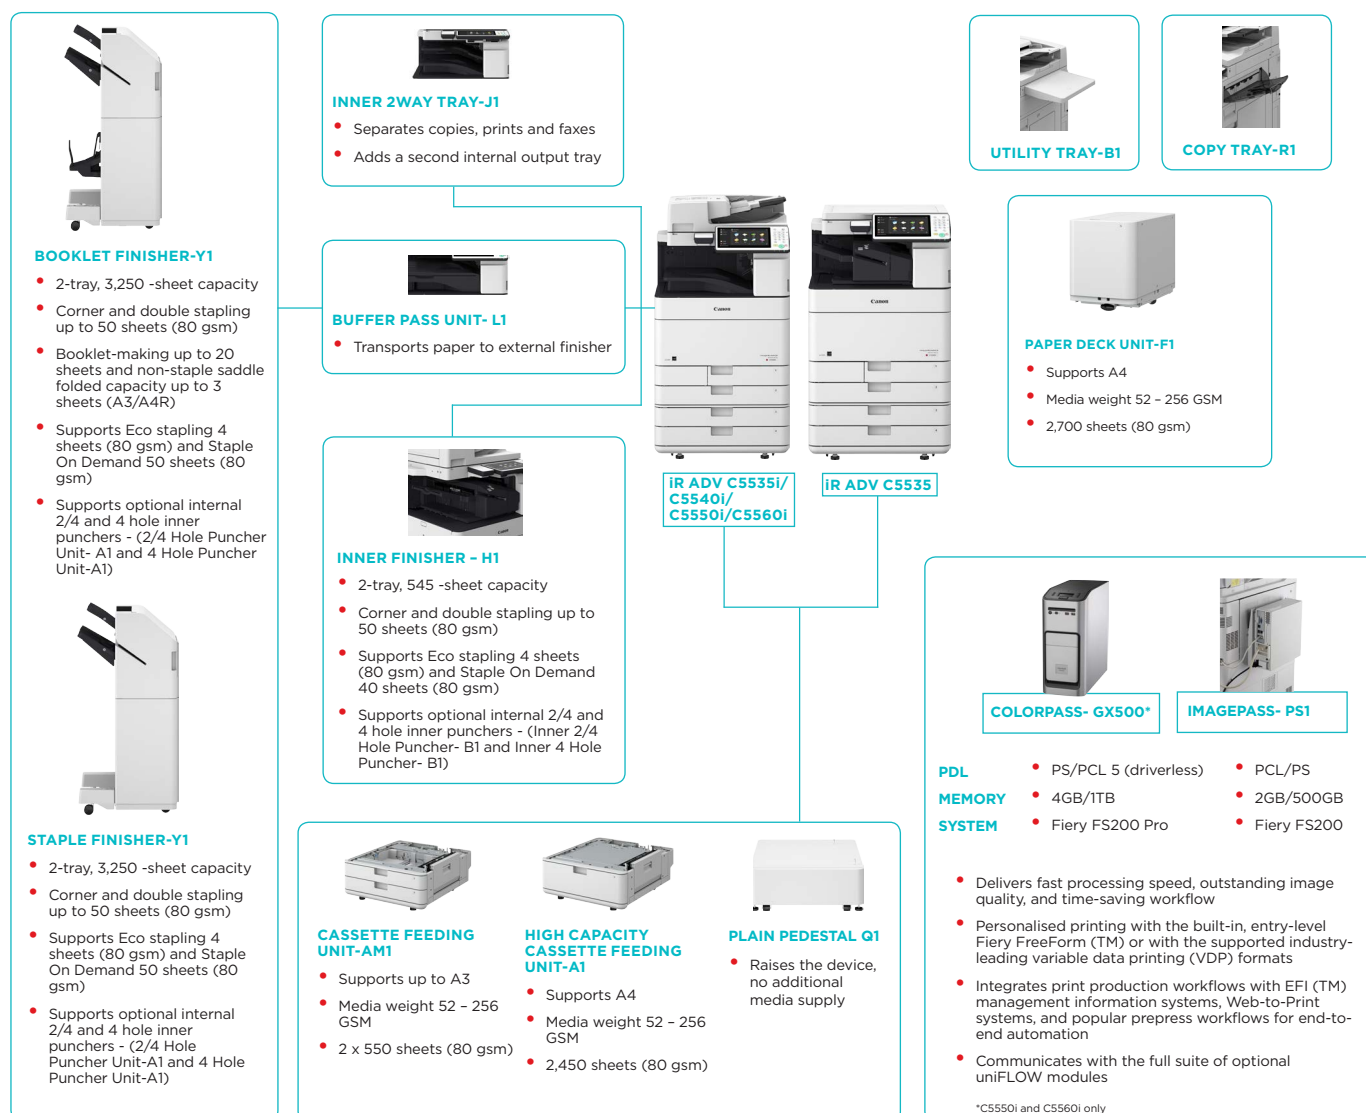 BOOKLET FINISHER-Y1
• 2-tray, 3,250 -sheet capacity
• Corner and double stapling
up to 50 sheets (80 gsm)
• Booklet-making up to 20
sheets and non-staple saddle
folded capacity up to 3
sheets (A3/A4R)
• Supports Eco stapling 4
sheets (80 gsm) and Staple
On Demand 50 sheets (80
gsm)
• Supports optional internal
2/4 and 4 hole inner
punchers - (2/4 Hole Puncher
Unit- A1 and 4 Hole Puncher
Unit-A1)
STAPLE FINISHER-Y1
• 2-tray, 3,250 -sheet capacity
• Corner and double stapling
up to 50 sheets (80 gsm)
• Supports Eco stapling 4
sheets (80 gsm) and Staple
On Demand 50 sheets (80
gsm)
• Supports optional internal
2/4 and 4 hole inner
punchers - (2/4 Hole
Puncher Unit-A1 and 4 Hole
Puncher Unit-A1)
INNER 2WAY TRAY-J1
• Separates copies, prints and faxes
• Adds a second internal output tray
BUFFER PASS UNIT- L1
• Transports paper to external finisher
INNER FINISHER – H1
• 2-tray, 545 -sheet capacity
• Corner and double stapling up to
50 sheets (80 gsm)
• Supports Eco stapling 4 sheets
(80 gsm) and Staple On Demand
40 sheets (80 gsm)
• Supports optional internal 2/4 and
4 hole inner punchers - (Inner 2/4
Hole Puncher- B1 and Inner 4 Hole
Puncher- B1)
Canon
Canon
iR ADV C5535i/
C5540i/
C5550i/C5560i
iR ADV C5535
UTILITY TRAY-B1
COPY TRAY-R1
PAPER DECK UNIT-F1
• Supports A4
• Media weight 52 – 256 GSM
• 2,700 sheets (80 gsm)
CASSETTE FEEDING
UNIT-AM1
• Supports up to A3
• Media weight 52 – 256
GSM
• 2 x 550 sheets (80 gsm)
HIGH CAPACITY
CASSETTE FEEDING
UNIT-A1
• Supports A4
• Media weight 52 – 256
GSM
• 2,450 sheets (80 gsm)
PLAIN PEDESTAL Q1
• Raises the device,
no additional
media supply
COLORPASS- GX500*
IMAGEPASS- PS1
PDL • PS/PCL 5 (driverless) • PCL/PS
MEMORY • 4GB/1TB • 2GB/500GB
SYSTEM • Fiery FS200 Pro • Fiery FS200
• Delivers fast processing speed, outstanding image
quality, and time-saving workflow
• Personalised printing with the built-in, entry-level
Fiery FreeForm (TM) or with the supported industry-
leading variable data printing (VDP) formats
• Integrates print production workflows with EFI (TM)
management information systems, Web-to-Print
systems, and popular prepress workflows for end-to-
end automation
• Communicates with the full suite of optional
uniFLOW modules
*C5550i and C5560i only